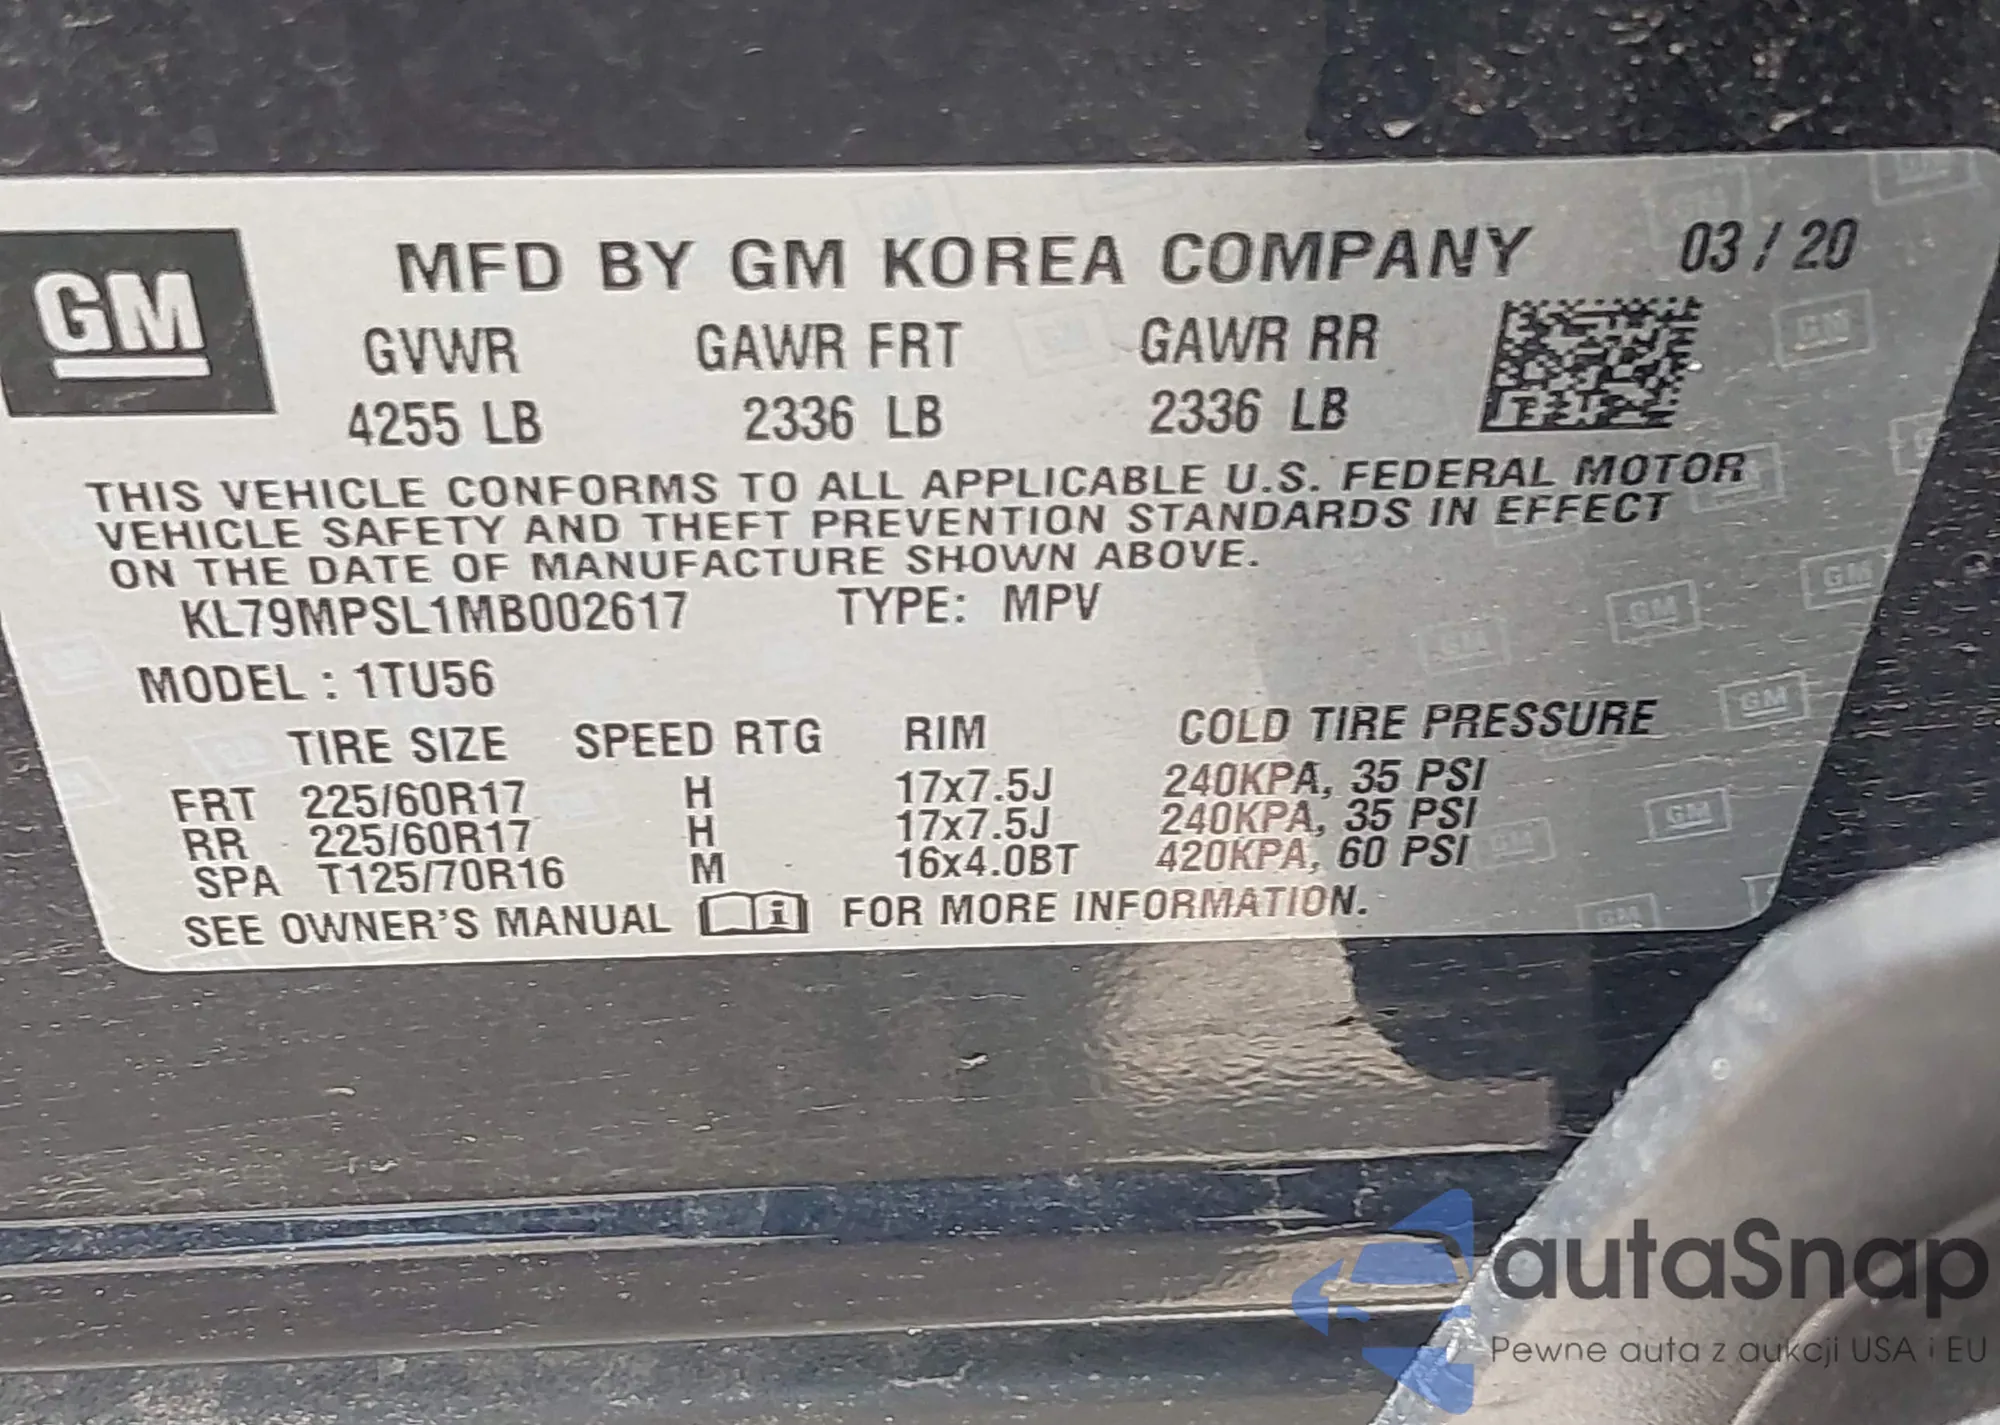 GM
MFD BY GM KOREA COMPANY 03 / 20
GVWR GAWR FRT GAWR RR
4255 LB 2336 LB 2336 LB
THIS VEHICLE CONFORMS TO ALL APPLICABLE U.S. FEDERAL MOTOR
VEHICLE SAFETY AND THEFT PREVENTION STANDARDS IN EFFECT
ON THE DATE OF MANUFACTURE SHOWN ABOVE.
KL79MPSL1MB002617 TYPE: MPV
MODEL : 1TU56
TIRE SIZE SPEED RTG RIM COLD TIRE PRESSURE
FRT 225/60R17 H 17x7.5J 240KPA, 35 PSI
RR 225/60R17 H 17x7.5J 240KPA, 35 PSI
SPA T125/70R16 M 16x4.0BT 420KPA, 60 PSI
SEE OWNER'S MANUAL i FOR MORE INFORMATION.
autaSnap
Pewne auta z aukcji USA i EU